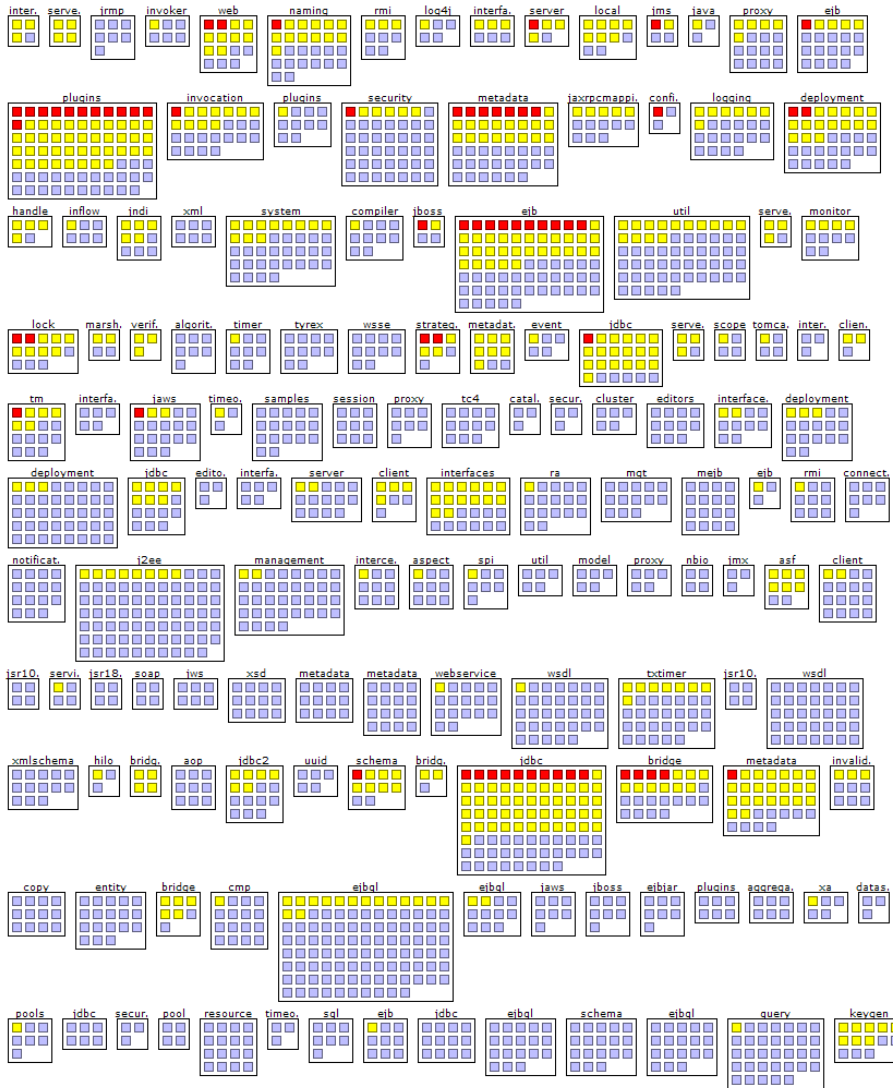 inter. serve. jrmp invoker web naming rmi log4j interfa. server local jms java proxy ejb
plugins invocation plugins security metadata jaxrpcmappi. confi. logging deployment
handle inflow jndi xml system compiler jboss ejb util serve. monitor
lock marsh. verif. algorit. timer tyrex wsse strateg. metadat. event jdbc serve. scope tomca. inter. clien.
tm interfa. jaws timeo. samples session proxy tc4 catal. secur. cluster editors interface. deployment
deployment jdbc edito. interfa. server client interfaces ra mgt mejb ejb rmi connect.
notificat. j2ee management interce. aspect spi util model proxy nbio jmx asf client
jsr10. servi. jsr18. soap jws xsd metadata metadata webservice wsdl txtimer jsr10. wsdl
xmlschema hilo bridg. aop jdbc2 uuid schema bridg. jdbc bridge metadata invalid.
copy entity bridge cmp ejbql ejbql jaws jboss ejbjar plugins aggrega. xa datas.
pools jdbc secur. pool resource timeo. sql ejb jdbc ejbql schema ejbql query keygen